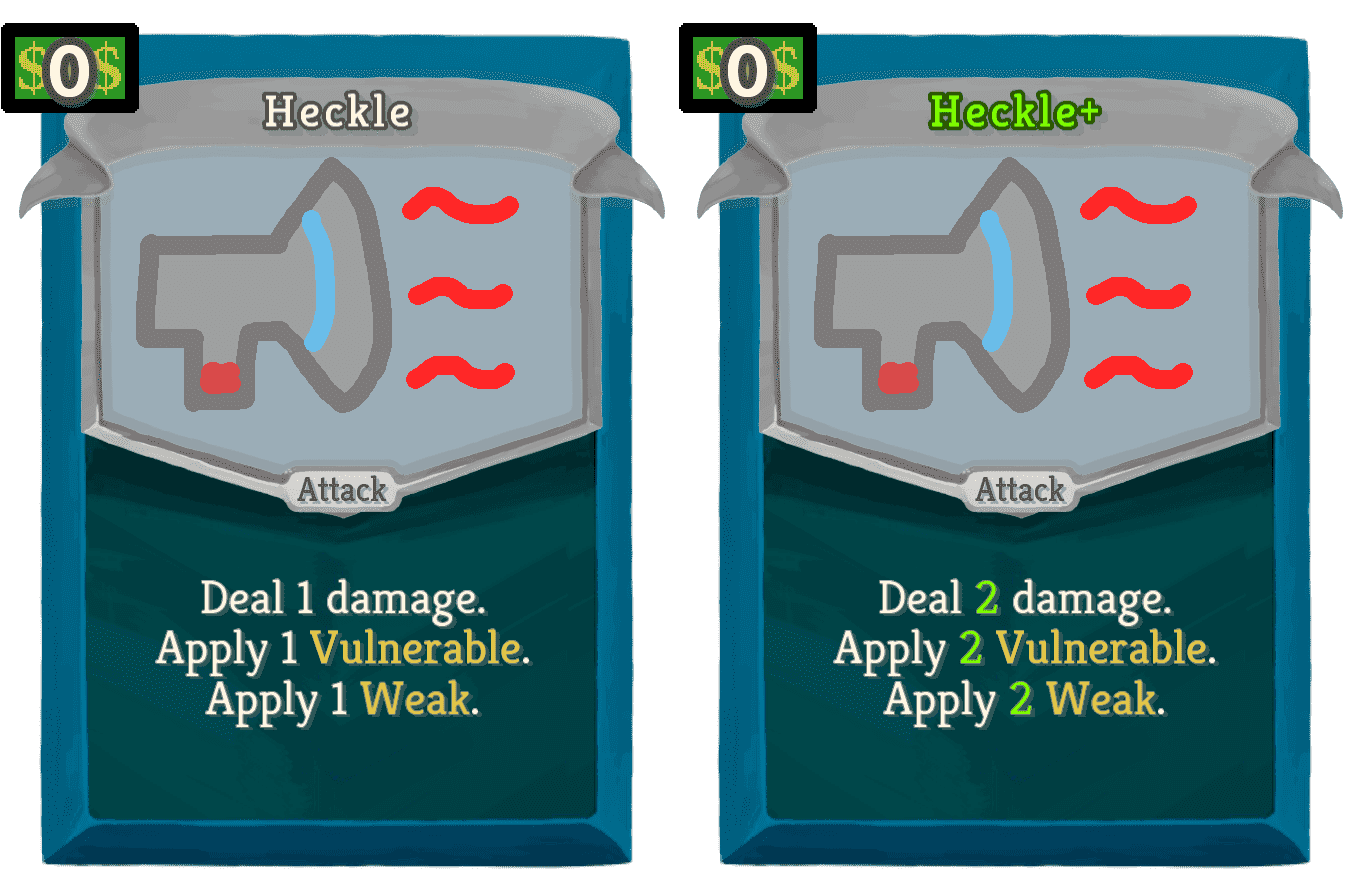 $0$
Heckle
Attack
Deal 1 damage.
Apply 1 Vulnerable.
Apply 1 Weak.
$0$
Heckle+
Attack
Deal 2 damage.
Apply 2 Vulnerable.
Apply 2 Weak.